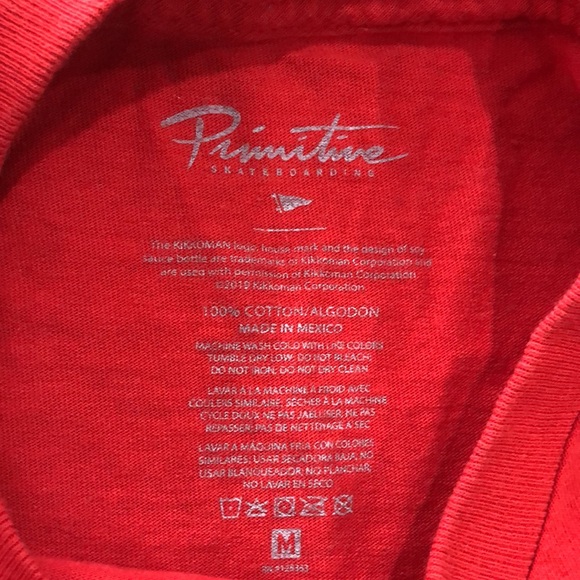 Primitive
SKATEBOARDING
The KIKKOMAN logo, house mark and the design of soy
sauce bottle are trademarks of Kikkoman Corporation and
are used with permission of Kikkoman Corporation.
©2019 Kikkoman Corporation.
100% COTTON/ALGODON
MADE IN MEXICO
MACHINE WASH COLD WITH LIKE COLORS
TUMBLE DRY LOW; DO NOT BLEACH;
DO NOT IRON; DO NOT DRY CLEAN
LAVAR A LA MACHINE A FROID AVEC
COULERS SIMILAIRE; SÉCHER À LA MACHINE
CYCLE DOUX NE PAS JABLLISER; NE PAS
REPASSER; PAS DE NETTOYAGE A SEC
LAVAR A MÁQUINA FRIA CON COLORES
SIMILARES; USAR SECADORA BAJA, NO
USAR BLANQUEADOR; NO PLANCHAR;
NO LAVAR EN SECO
M